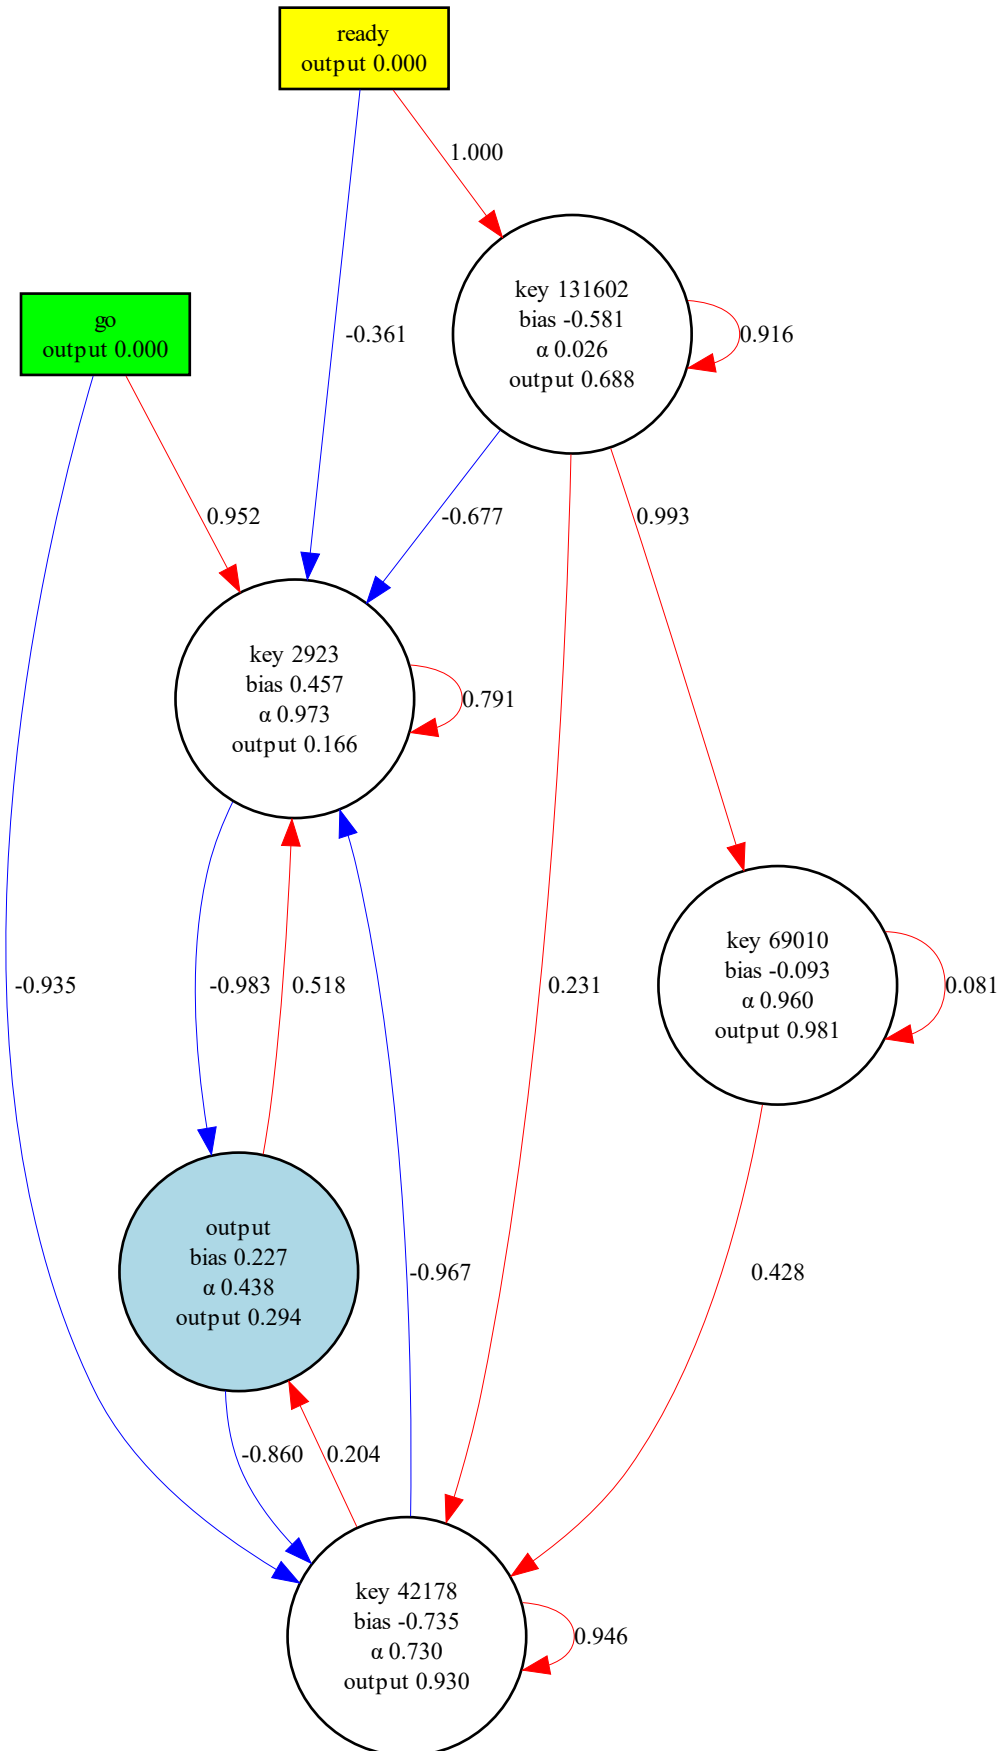 ready
output 0.000
1.000
key 131602
bias -0.581
α 0.026
output 0.688
0.916
-0.361
go
output 0.000
0.952
-0.677
0.993
key 2923
bias 0.457
α 0.973
output 0.166
0.791
key 69010
bias -0.093
α 0.960
output 0.981
0.081
-0.935
-0.983
0.518
0.231
output
bias 0.227
α 0.438
output 0.294
-0.967
0.428
-0.860
0.204
key 42178
bias -0.735
α 0.730
output 0.930
0.946